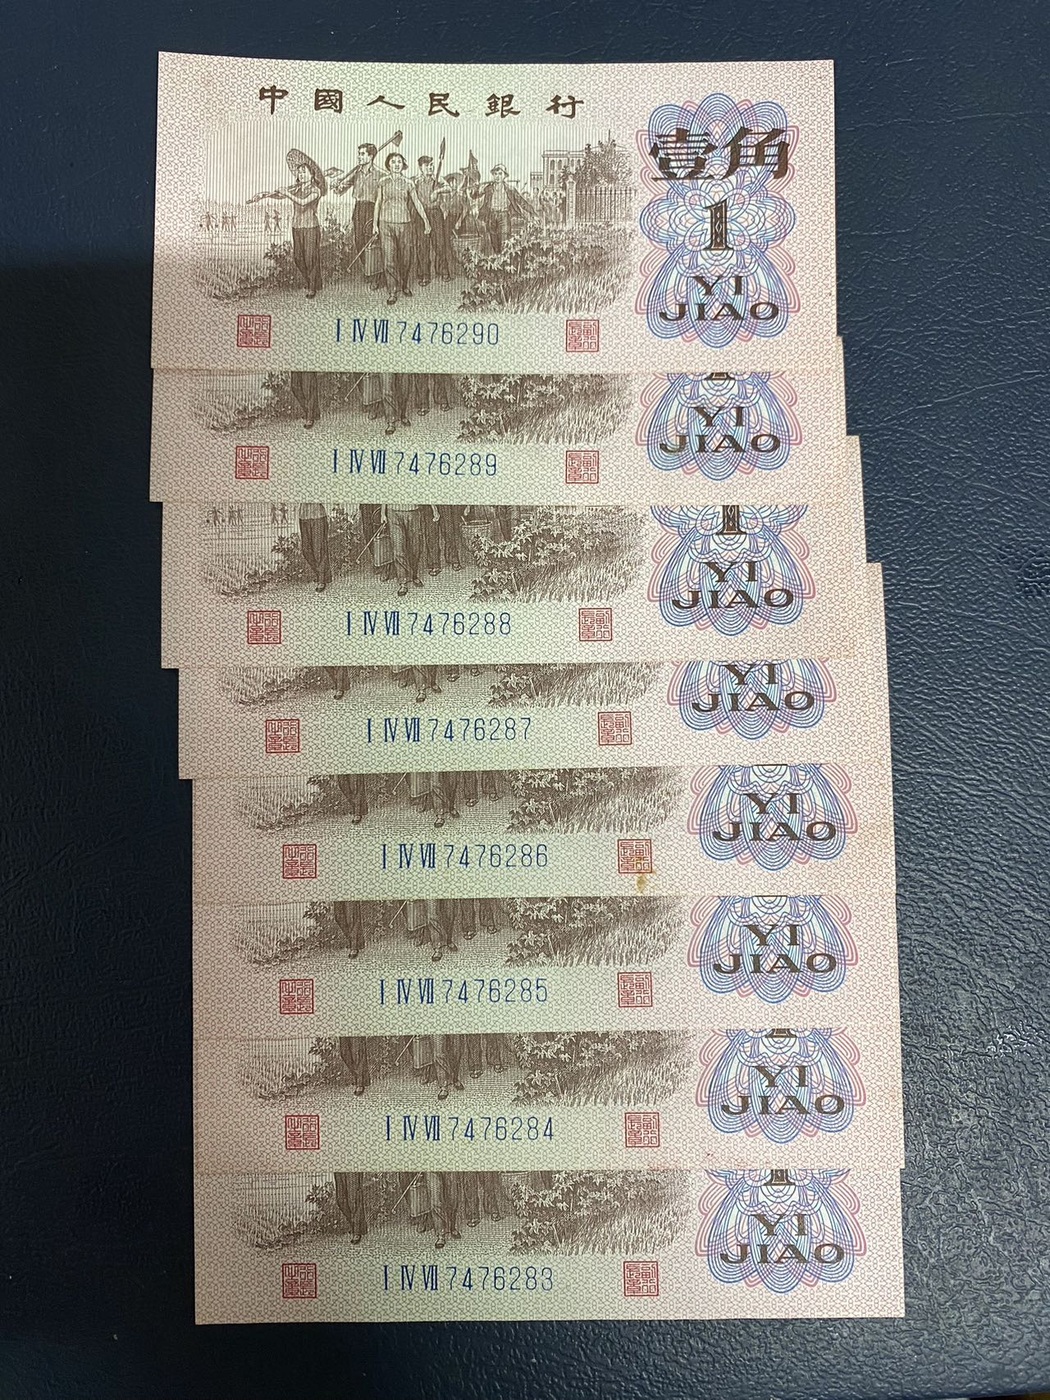 中國人民銀行
壹角
1
YI
JIAO
Ⅰ Ⅳ Ⅶ 7476290
YI
JIAO
Ⅰ Ⅳ Ⅶ 7476289
1
YI
JIAO
Ⅰ Ⅳ Ⅶ 7476288
YI
JIAO
Ⅰ Ⅳ Ⅶ 7476287
YI
JIAO
Ⅰ Ⅳ Ⅶ 7476286
YI
JIAO
Ⅰ Ⅳ Ⅶ 7476285
YI
JIAO
Ⅰ Ⅳ Ⅶ 7476284
YI
JIAO
Ⅰ Ⅳ Ⅶ 7476283